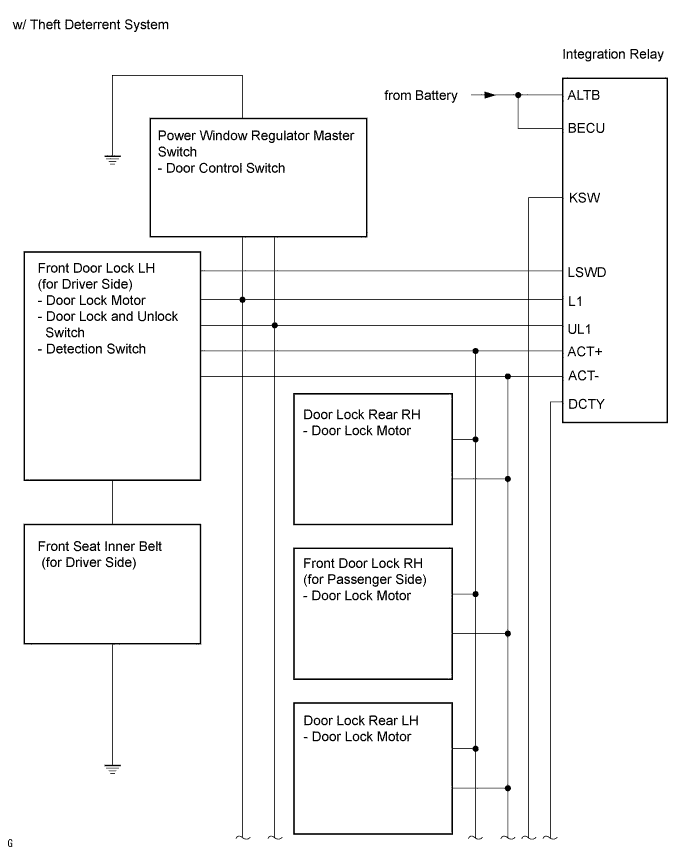 w/ Theft Deterrent System
Integration Relay
from Battery
ALTB
BECU
KSW
LSWD
L1
UL1
ACT+
ACT-
DCTY
Power Window Regulator Master
Switch
- Door Control Switch
Front Door Lock LH
(for Driver Side)
- Door Lock Motor
- Door Lock and Unlock
Switch
- Detection Switch
Door Lock Rear RH
- Door Lock Motor
Front Seat Inner Belt
(for Driver Side)
Front Door Lock RH
(for Passenger Side)
- Door Lock Motor
Door Lock Rear LH
- Door Lock Motor
G